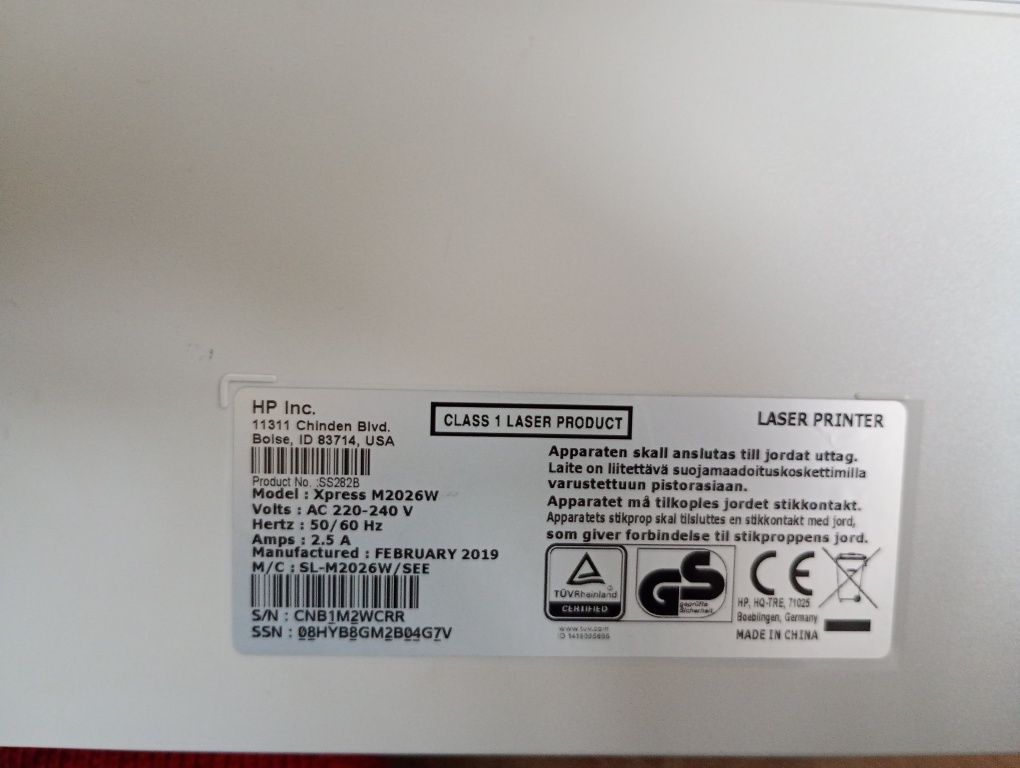 HP Inc.
11311 Chinden Blvd.
Boise, ID 83714, USA
Product No. :SS282B
Model : Xpress M2026W
Volts : AC 220-240 V
Hertz : 50/60 Hz
Amps : 2.5 A
Manufactured : FEBRUARY 2019
M/C : SL-M2026W/SEE
S/N : CNB1M2WCRR
SSN : 08HYB8GM2B04G7V
CLASS 1 LASER PRODUCT
LASER PRINTER
Apparaten skall anslutas till jordat uttag.
Laite on liitettävä suojamaadoituskoskettimilla
varustettuun pistorasiaan.
Apparatet må tilkoples jordet stikkontakt.
Apparatets stikprop skal tilsluttes en stikkontakt med jord,
som giver forbindelse til stikproppens jord.
TÜVRheinland
CERTIFIED
www.tuv.com
GS
geprüfte
Sicherheit
CE
HP, HQ-TRE, 71025
Boeblingen, Germany
MADE IN CHINA